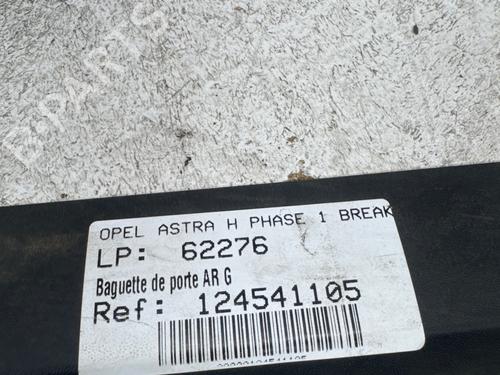 B-PARTS
OPEL ASTRA H PHASE 1 BREAK
LP: 62276
Baguette de porte AR G
Ref: 124541105